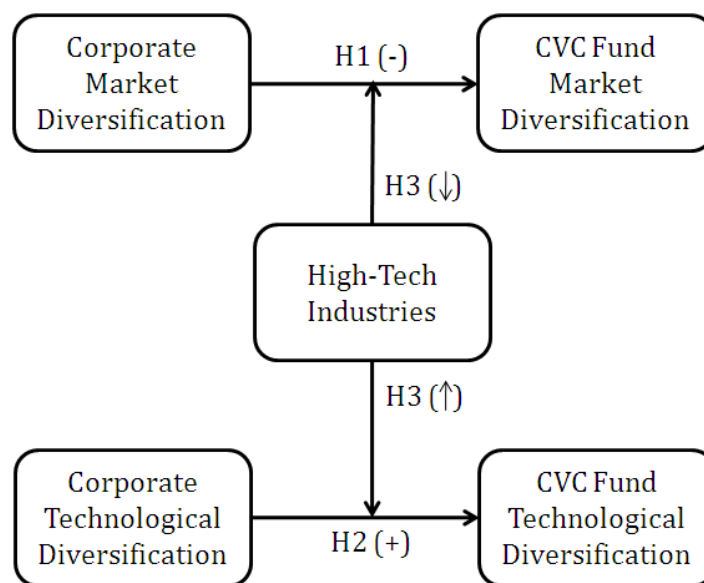 Corporate
Market
Diversification
H1 (-)
CVC Fund
Market
Diversification
H3 (↓)
High-Tech
Industries
H3 (↑)
Corporate
Technological
Diversification
H2 (+)
CVC Fund
Technological
Diversification